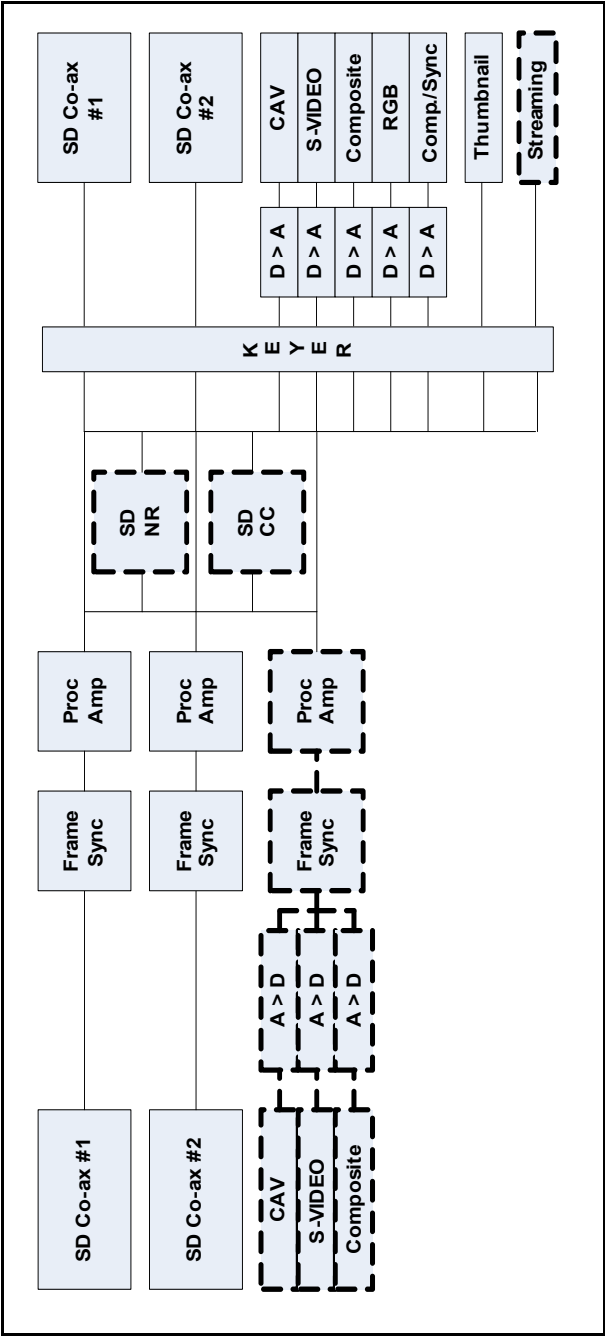 SD Co-ax #1
Frame
Sync
Proc
Amp
SD Co-ax
#1
SD
NR
SD Co-ax #2
Frame
Sync
Proc
Amp
SD Co-ax
#2
SD
CC
K
E
Y
E
R
CAV
A > D
D > A
CAV
S-VIDEO
A > D
Frame
Sync
Proc
Amp
D > A
S-VIDEO
Composite
A > D
D > A
Composite
D > A
RGB
D > A
Comp./Sync
Thumbnail
Streaming